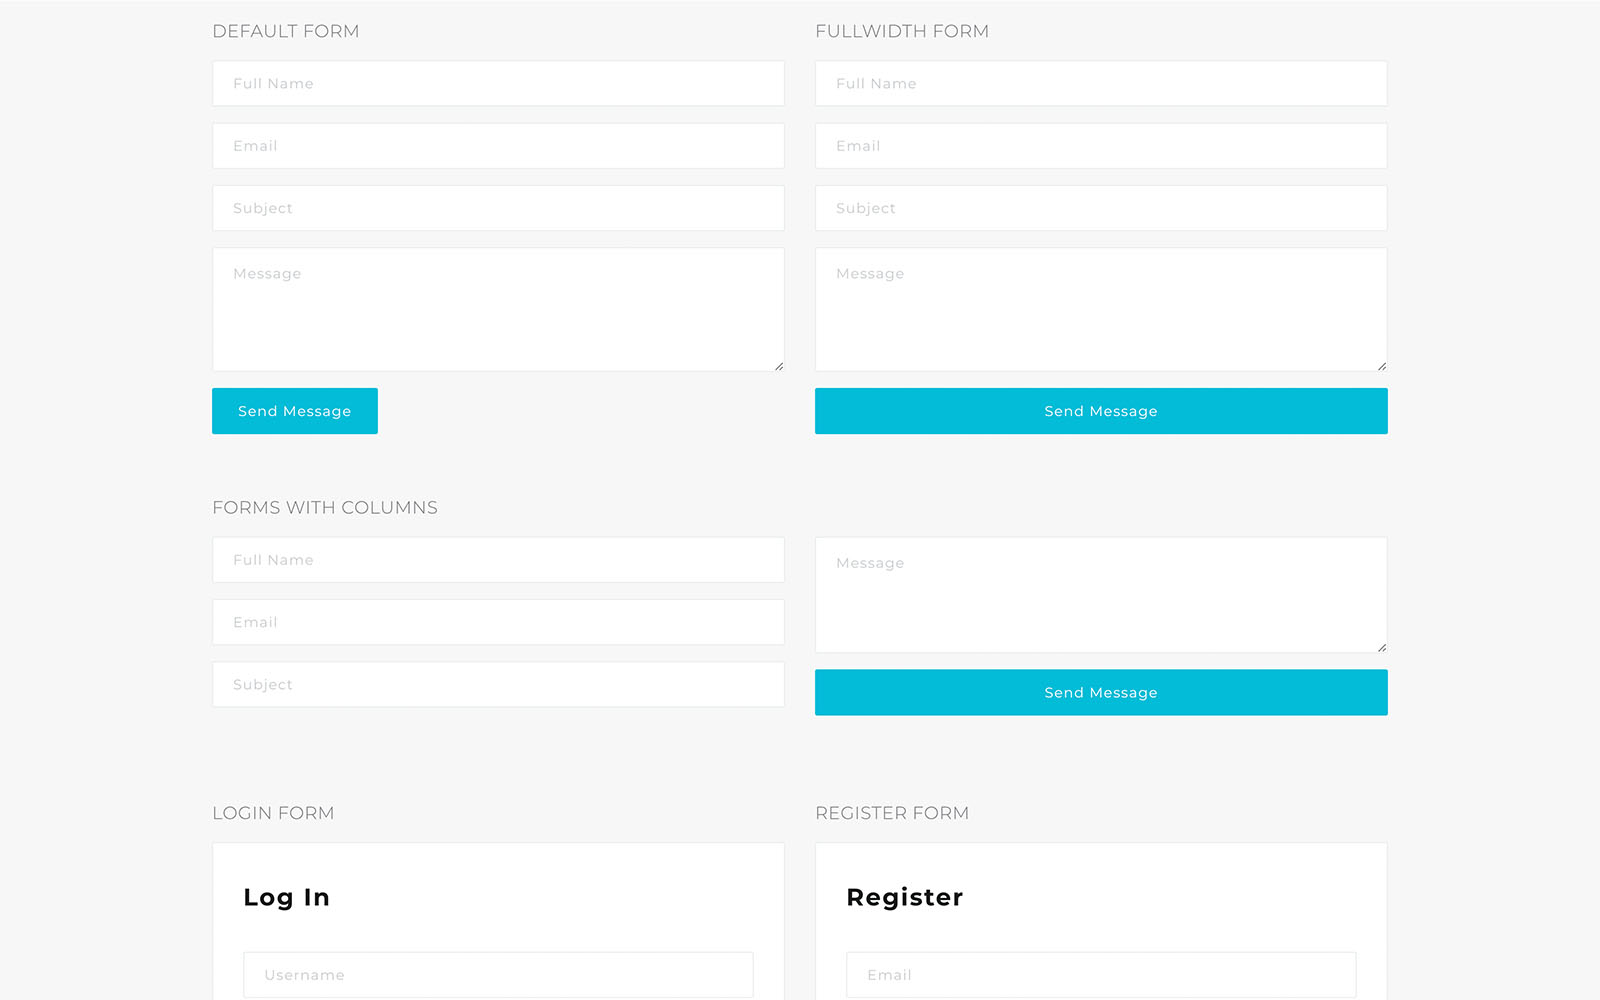 DEFAULT FORM
Full Name
Email
Subject
Message
Send Message
FULLWIDTH FORM
Full Name
Email
Subject
Message
Send Message
FORMS WITH COLUMNS
Full Name
Email
Subject
Message
Send Message
LOGIN FORM
Log In
Username
REGISTER FORM
Register
Email